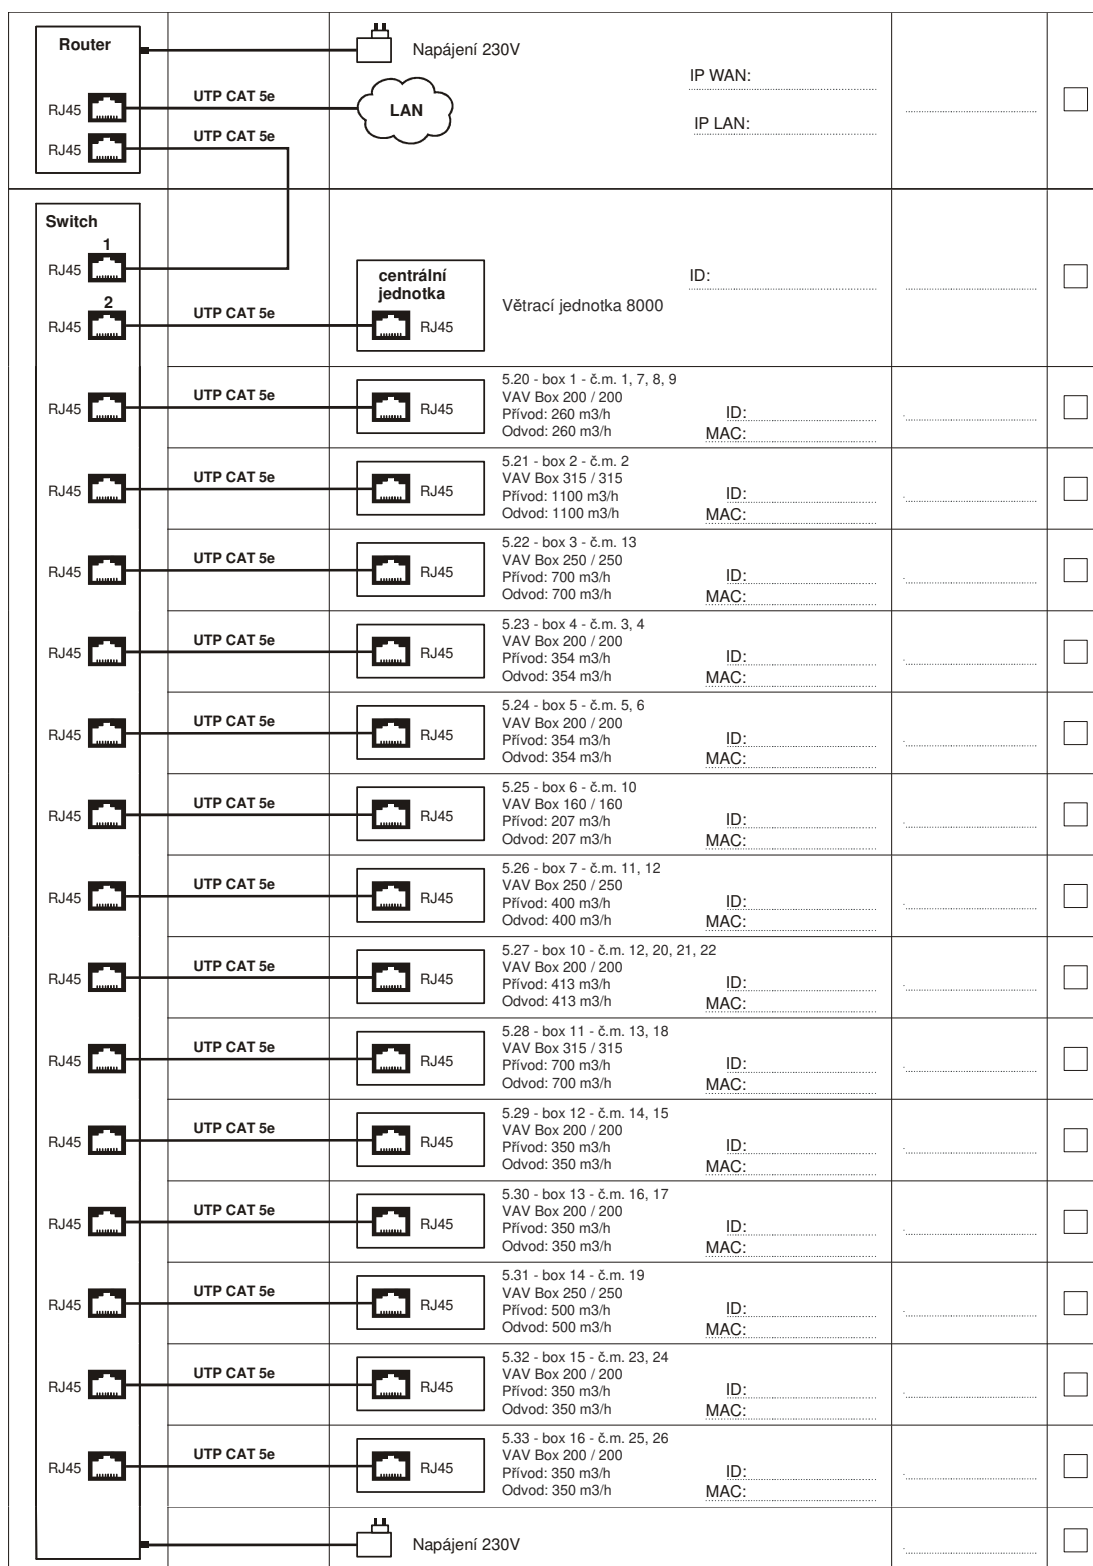 Router
Napájení 230V
RJ45
UTP CAT 5e
LAN
IP WAN:
IP LAN:
RJ45
UTP CAT 5e
Switch
1
RJ45
centrální
jednotka
ID:
2
RJ45
UTP CAT 5e
RJ45
Větrací jednotka 8000
RJ45
UTP CAT 5e
RJ45
5.20 - box 1 - č.m. 1, 7, 8, 9
VAV Box 200 / 200
Přívod: 260 m3/h
Odvod: 260 m3/h
ID:
MAC:
RJ45
UTP CAT 5e
RJ45
5.21 - box 2 - č.m. 2
VAV Box 315 / 315
Přívod: 1100 m3/h
Odvod: 1100 m3/h
ID:
MAC:
RJ45
UTP CAT 5e
RJ45
5.22 - box 3 - č.m. 13
VAV Box 250 / 250
Přívod: 700 m3/h
Odvod: 700 m3/h
ID:
MAC:
RJ45
UTP CAT 5e
RJ45
5.23 - box 4 - č.m. 3, 4
VAV Box 200 / 200
Přívod: 354 m3/h
Odvod: 354 m3/h
ID:
MAC:
RJ45
UTP CAT 5e
RJ45
5.24 - box 5 - č.m. 5, 6
VAV Box 200 / 200
Přívod: 354 m3/h
Odvod: 354 m3/h
ID:
MAC:
RJ45
UTP CAT 5e
RJ45
5.25 - box 6 - č.m. 10
VAV Box 160 / 160
Přívod: 207 m3/h
Odvod: 207 m3/h
ID:
MAC:
RJ45
UTP CAT 5e
RJ45
5.26 - box 7 - č.m. 11, 12
VAV Box 250 / 250
Přívod: 400 m3/h
Odvod: 400 m3/h
ID:
MAC:
RJ45
UTP CAT 5e
RJ45
5.27 - box 10 - č.m. 12, 20, 21, 22
VAV Box 200 / 200
Přívod: 413 m3/h
Odvod: 413 m3/h
ID:
MAC:
RJ45
UTP CAT 5e
RJ45
5.28 - box 11 - č.m. 13, 18
VAV Box 315 / 315
Přívod: 700 m3/h
Odvod: 700 m3/h
ID:
MAC:
RJ45
UTP CAT 5e
RJ45
5.29 - box 12 - č.m. 14, 15
VAV Box 200 / 200
Přívod: 350 m3/h
Odvod: 350 m3/h
ID:
MAC:
RJ45
UTP CAT 5e
RJ45
5.30 - box 13 - č.m. 16, 17
VAV Box 200 / 200
Přívod: 350 m3/h
Odvod: 350 m3/h
ID:
MAC:
RJ45
UTP CAT 5e
RJ45
5.31 - box 14 - č.m. 19
VAV Box 250 / 250
Přívod: 500 m3/h
Odvod: 500 m3/h
ID:
MAC:
RJ45
UTP CAT 5e
RJ45
5.32 - box 15 - č.m. 23, 24
VAV Box 200 / 200
Přívod: 350 m3/h
Odvod: 350 m3/h
ID:
MAC:
RJ45
UTP CAT 5e
RJ45
5.33 - box 16 - č.m. 25, 26
VAV Box 200 / 200
Přívod: 350 m3/h
Odvod: 350 m3/h
ID:
MAC:
Napájení 230V